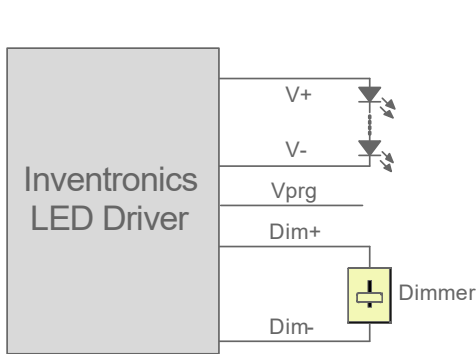 Inventronics
LED Driver
V+
V-
Vprg
Dim+
Dimmer
Dim-